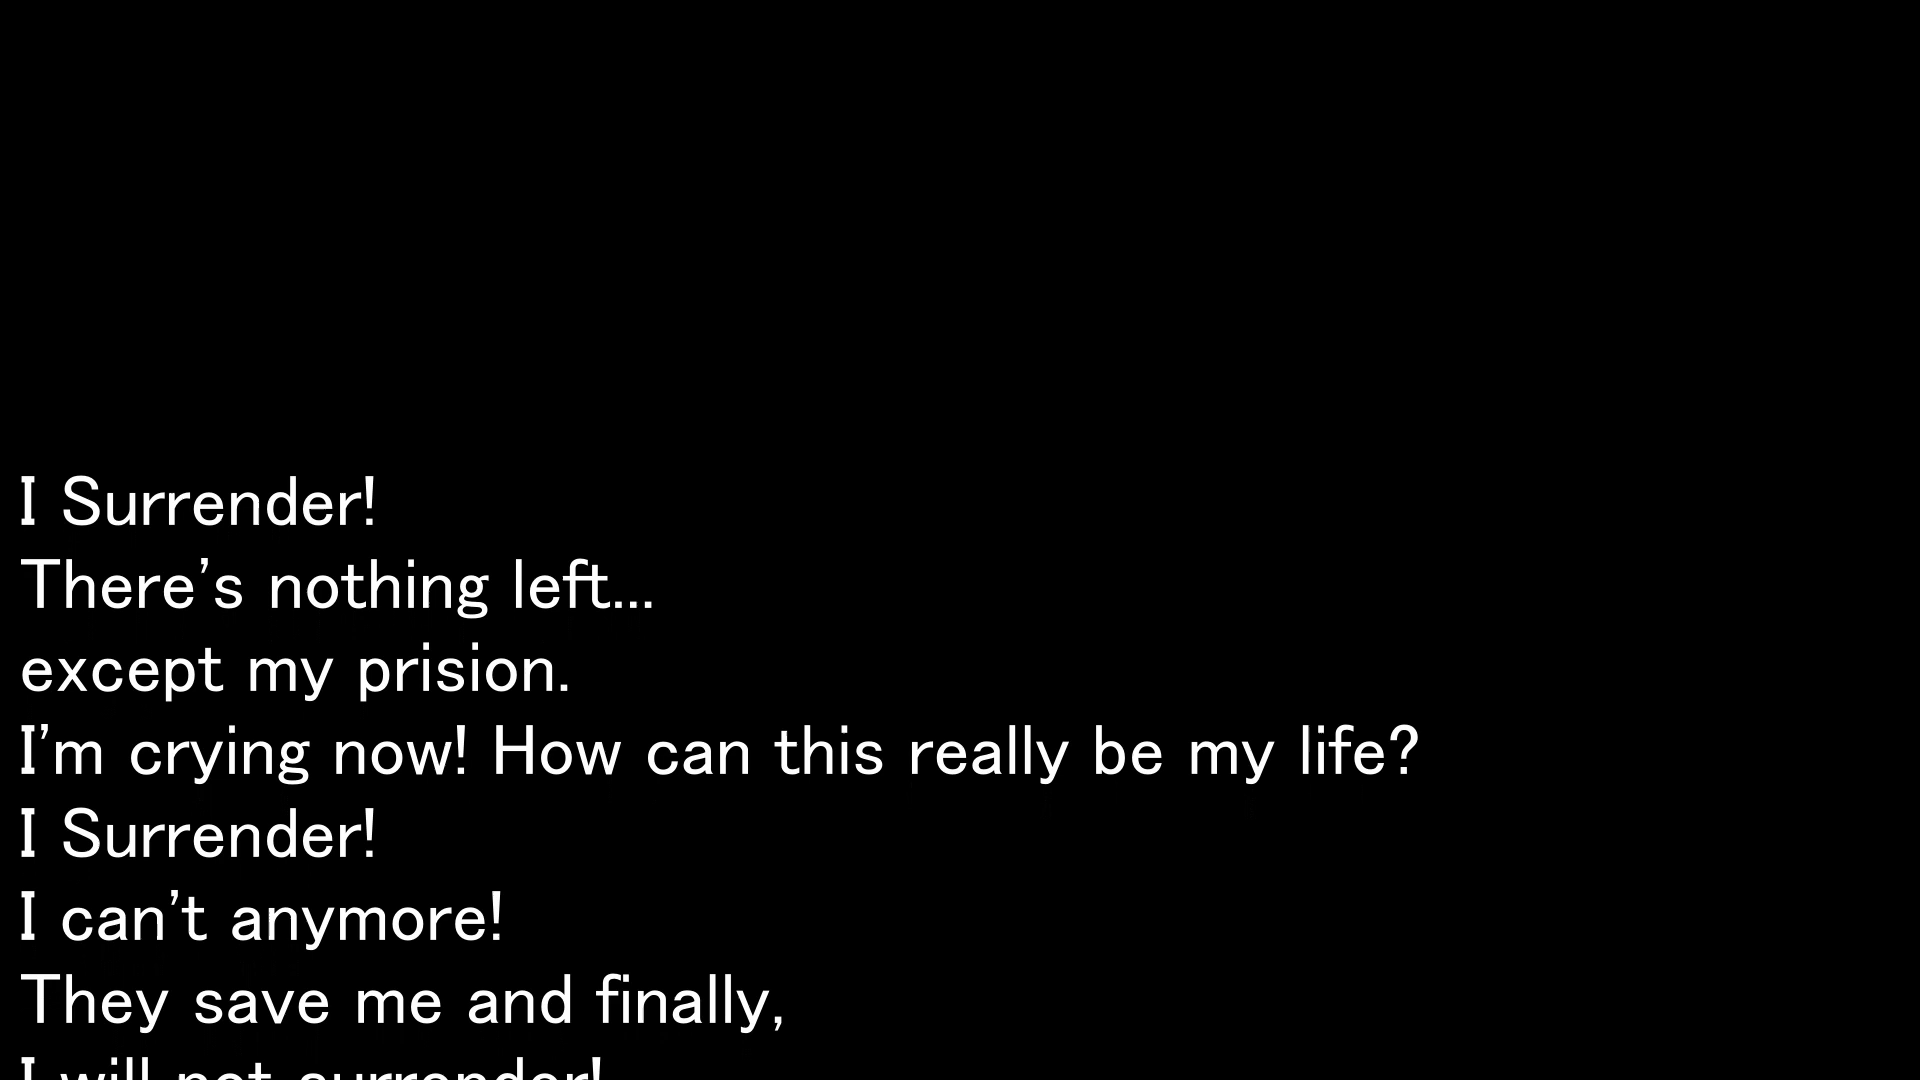 I Surrender!
There’s nothing left...
except my prision.
I’m crying now! How can this really be my life?
I Surrender!
I can’t anymore!
They save me and finally,
I will not surrender!